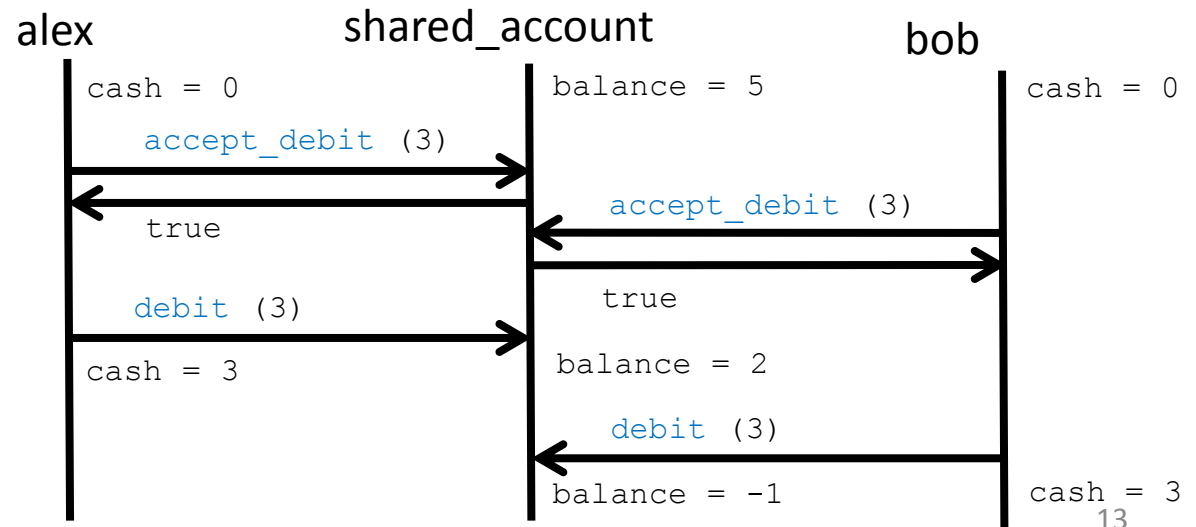 alex
shared_account
bob
cash = 0
balance = 5
cash = 0
accept_debit (3)
accept_debit (3)
true
true
debit (3)
cash = 3
balance = 2
debit (3)
balance = -1
cash = 3
13